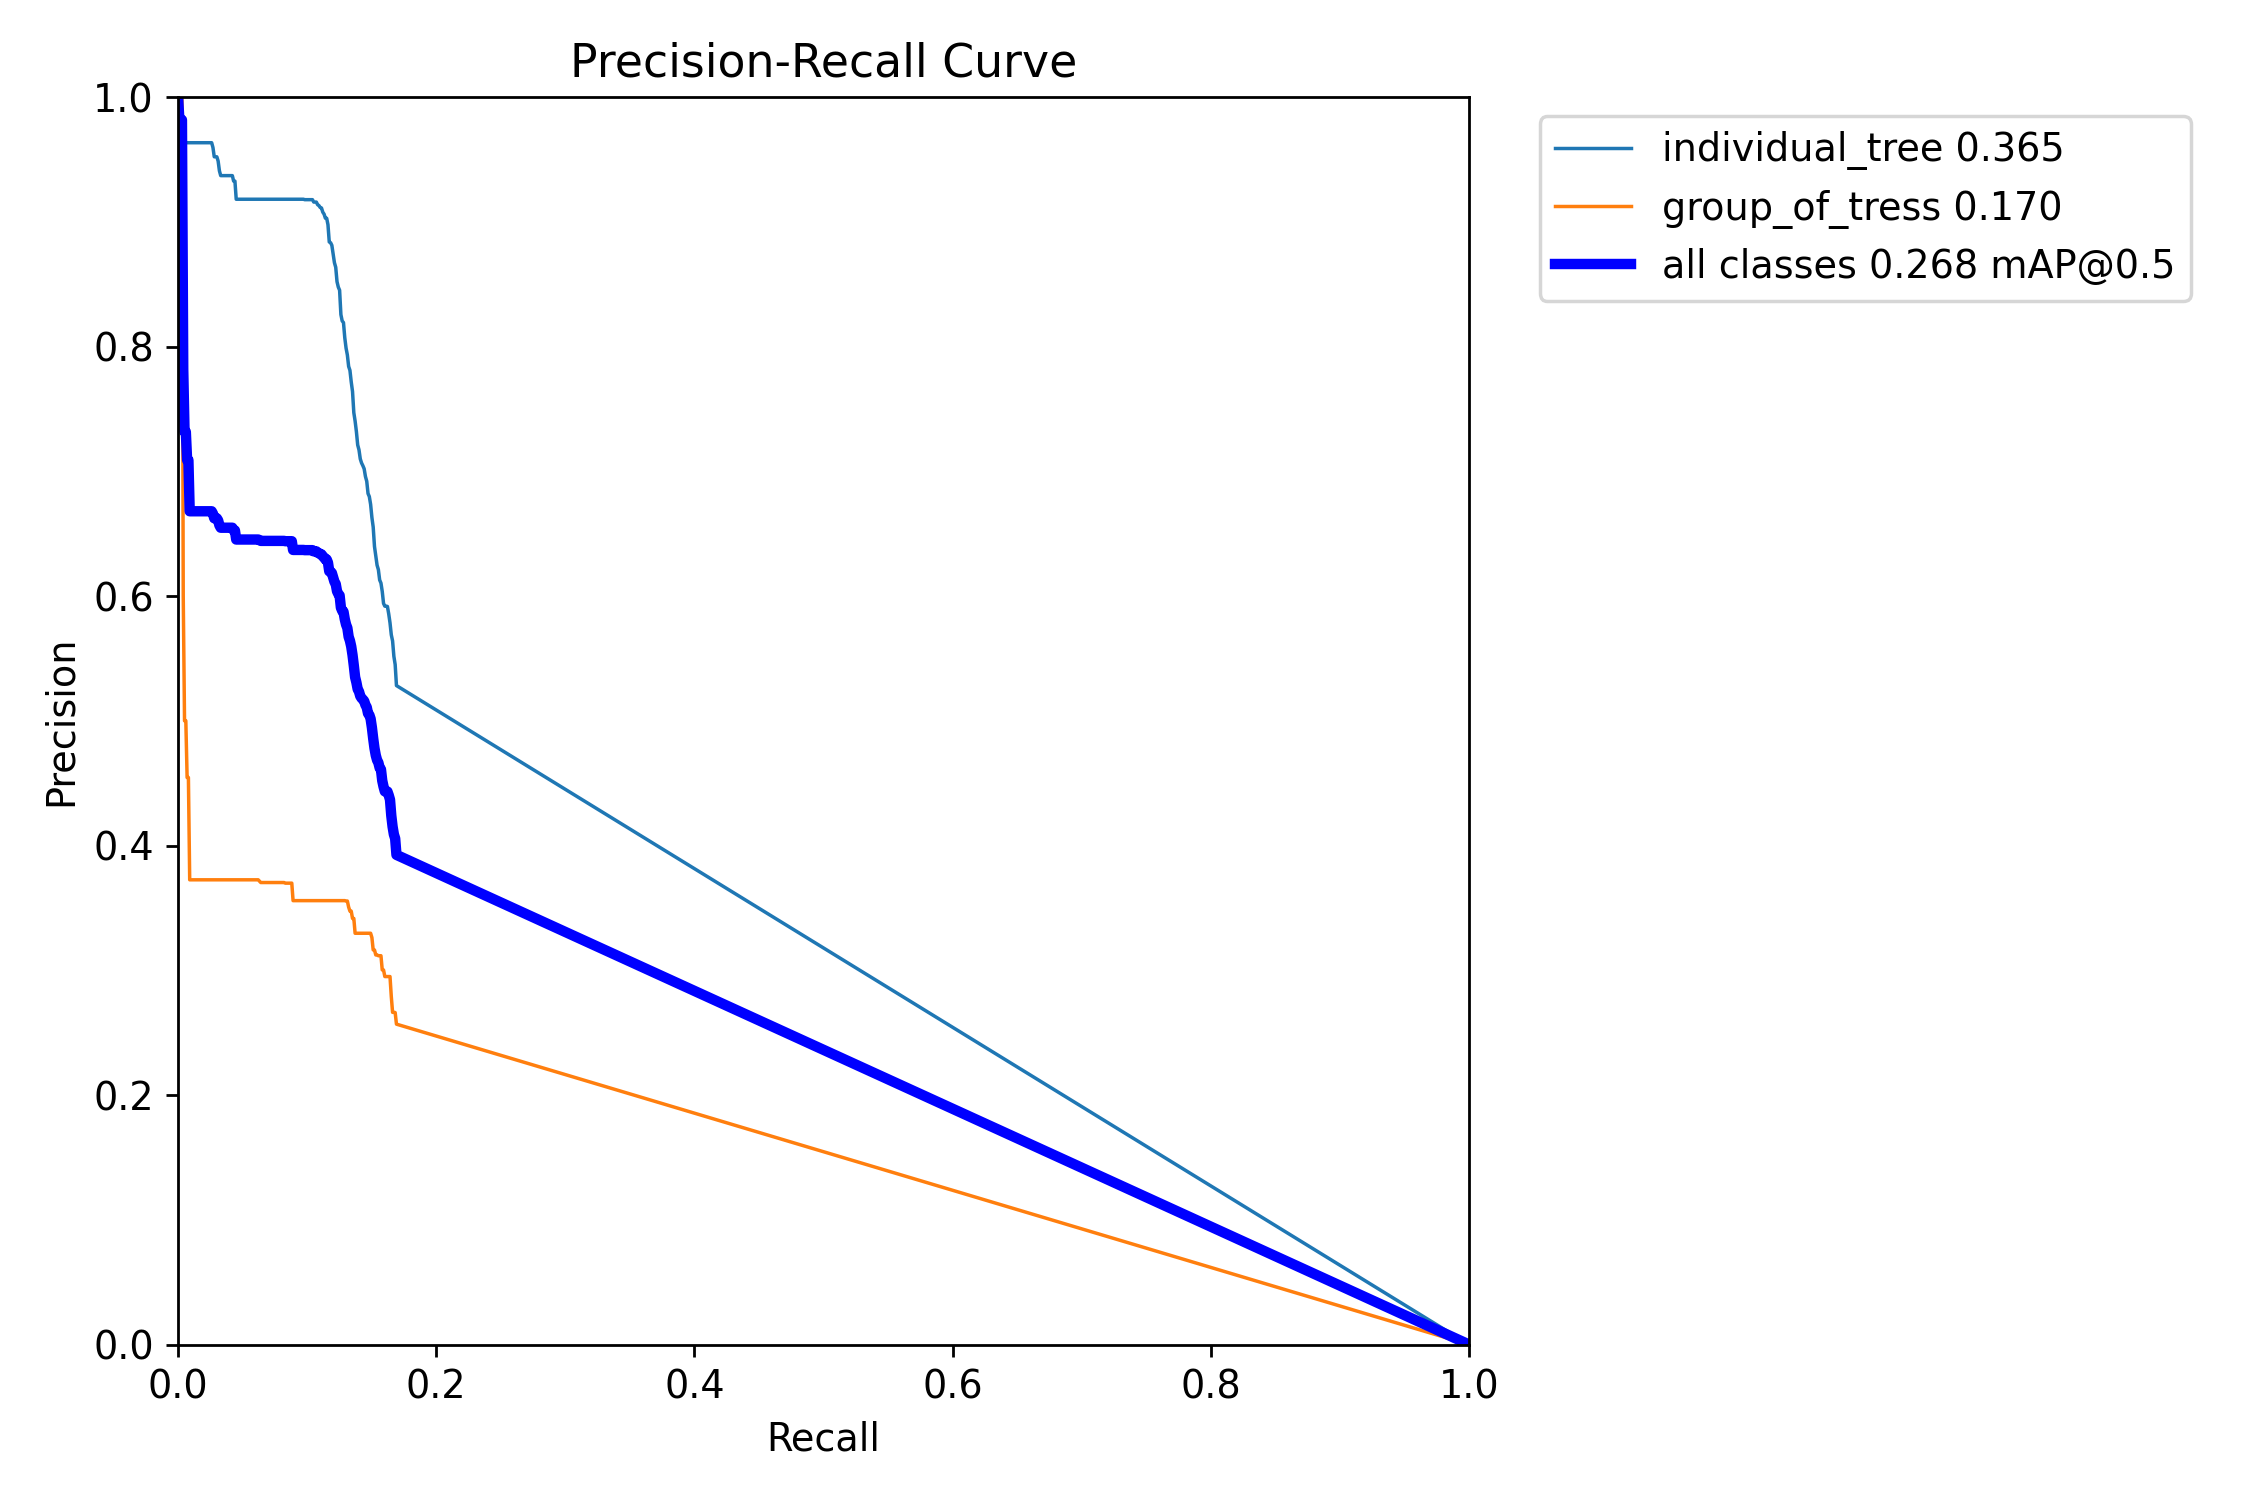 Precision-Recall Curve
1.0
0.8
0.6
0.4
0.2
0.0
Precision
0.0 0.2 0.4 0.6 0.8 1.0
Recall
individual_tree 0.365
group_of_tress 0.170
all classes 0.268 mAP@0.5